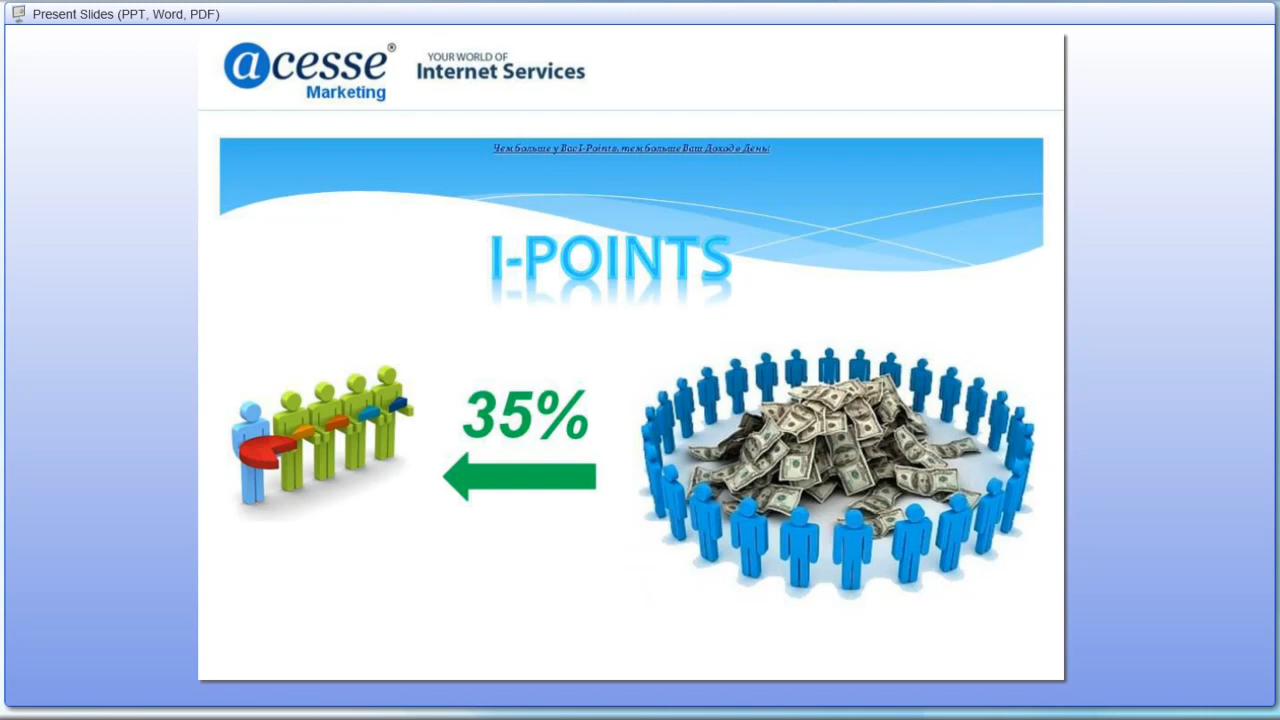 Present Slides (PPT, Word, PDF)
acesse®
Marketing
YOUR WORLD OF
Internet Services
Чем больше у Вас I-Points, тем больше Ваш Доход в День!
I-POINTS
35%